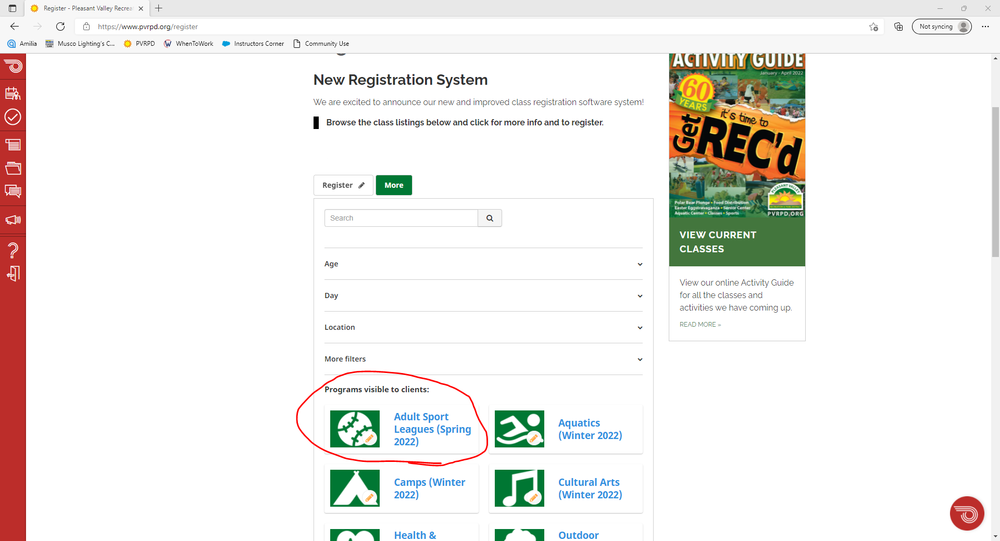 Register - Pleasant Valley Recrea
https://www.pvrpd.org/register
Not syncing
Amilia
Musco Lighting's C...
PVRPD
WhenToWork
Instructors Corner
Community Use
New Registration System
We are excited to announce our new and improved class registration software system!
Browse the class listings below and click for more info and to register.
Register
More
Search
Age
Day
Location
More filters
Programs visible to clients:
Adult Sport
Leagues (Spring
2022)
Aquatics
(Winter 2022)
Camps (Winter
2022)
Cultural Arts
(Winter 2022)
Health &
Outdoor
ACTIVITY GUIDE
January - April 2022
60
YEARS
it's time to
Get
REC'd
PLEASANT VALLEY
Polar Bear Plunge • Food Distribution
Easter Eggstravaganza • Senior Center
Aquatic Center • Classes • Sports
PVRPD.ORG
VIEW CURRENT
CLASSES
View our online Activity Guide
for all the classes and
activities we have coming up.
READ MORE »